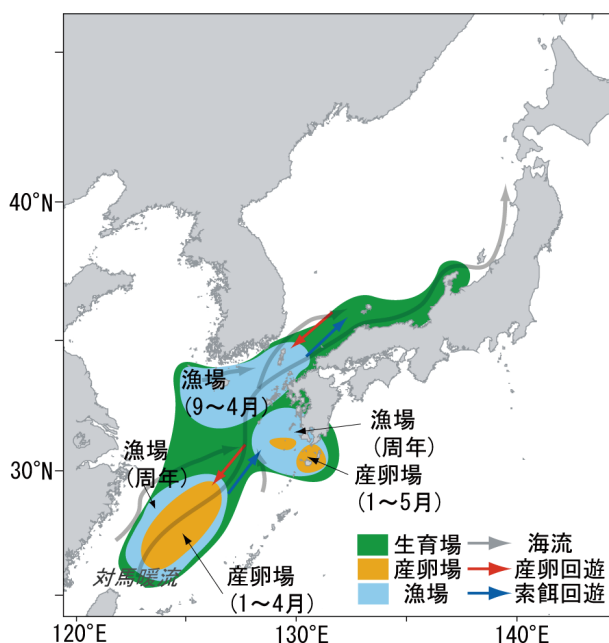 40°N
30°N
120°E
130°E
140°E
漁場
(9～4月)
漁場
(周年)
漁場
(周年)
産卵場
(1～5月)
対馬暖流
産卵場
(1～4月)
生育場
海流
産卵場
産卵回遊
漁場
索餌回遊